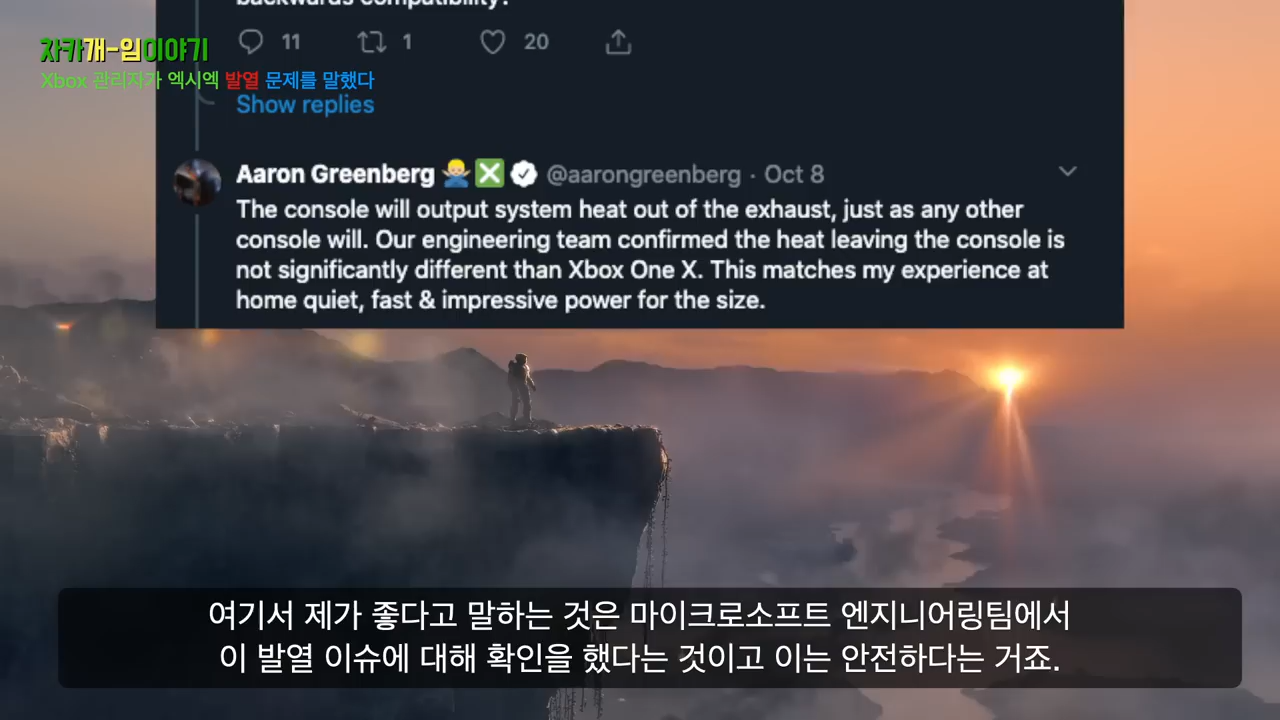 backwards compatibility?
자카개-임이야기
11 1 20
Xbox 관리자가 엑시엑 발열 문제를 말했다
Show replies
Aaron Greenberg @aarongreenberg · Oct 8
The console will output system heat out of the exhaust, just as any other
console will. Our engineering team confirmed the heat leaving the console is
not significantly different than Xbox One X. This matches my experience at
home quiet, fast & impressive power for the size.
여기서 제가 좋다고 말하는 것은 마이크로소프트 엔지니어링팀에서
이 발열 이슈에 대해 확인을 했다는 것이고 이는 안전하다는 거죠.